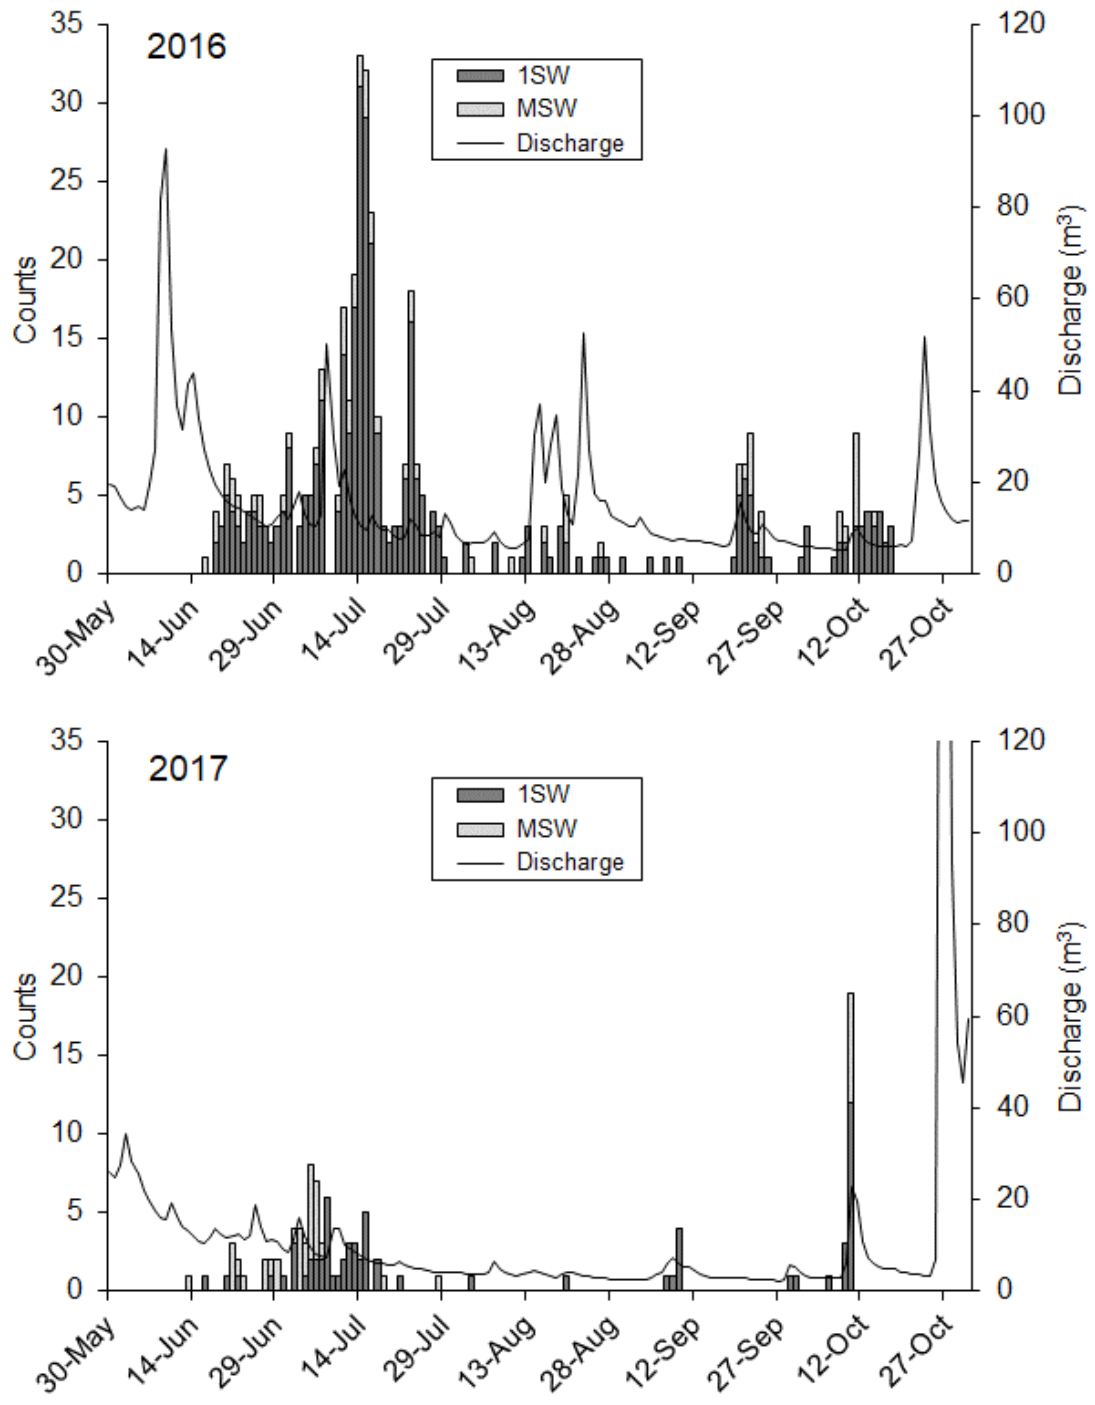 2016
1SW
MSW
Discharge
35
30
25
20
15
10
5
0
Counts
120
100
80
60
40
20
0
Discharge (m³)
30-May
14-Jun
29-Jun
14-Jul
29-Jul
13-Aug
28-Aug
12-Sep
27-Sep
12-Oct
27-Oct
2017
1SW
MSW
Discharge
35
30
25
20
15
10
5
0
Counts
120
100
80
60
40
20
0
Discharge (m³)
30-May
14-Jun
29-Jun
14-Jul
29-Jul
13-Aug
28-Aug
12-Sep
27-Sep
12-Oct
27-Oct